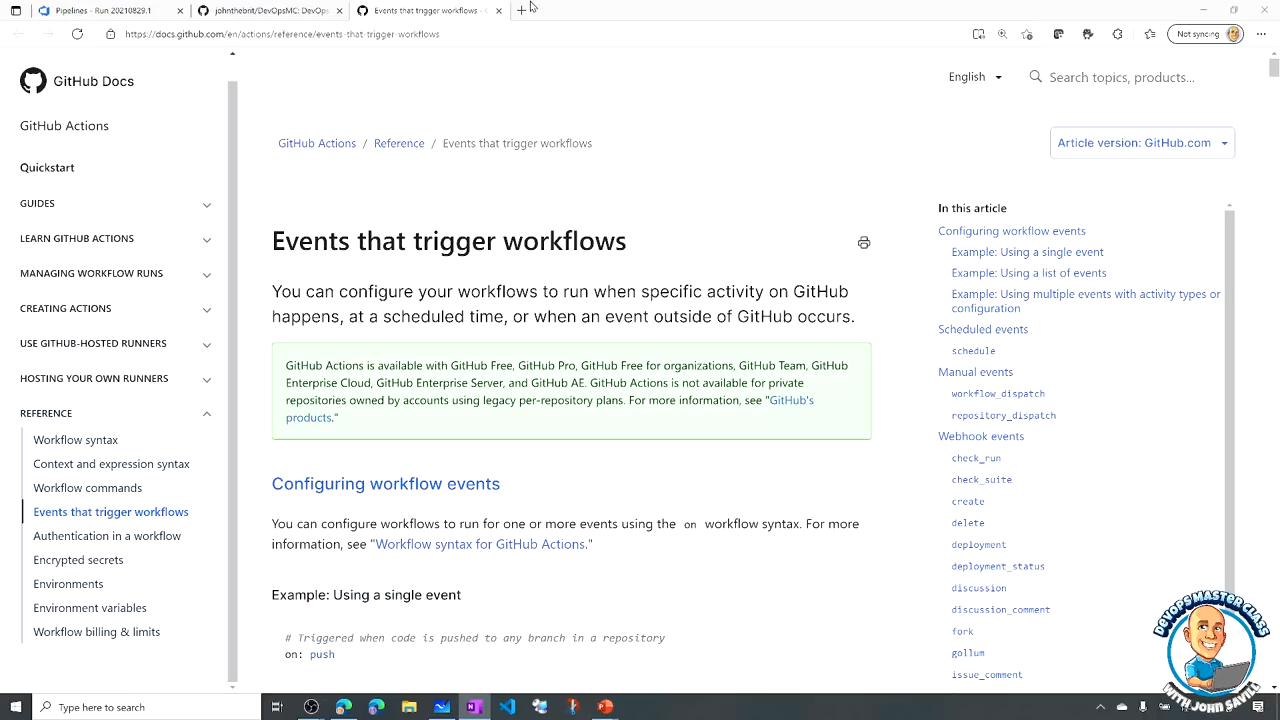 Pipelines - Run 20210829.1
johnthebrit/DevOpsMC: DevOps
Events that trigger workflows - G
https://docs.github.com/en/actions/reference/events-that-trigger-workflows
Not syncing
GitHub Docs
English
Search topics, products...
GitHub Actions
Quickstart
GUIDES
LEARN GITHUB ACTIONS
MANAGING WORKFLOW RUNS
CREATING ACTIONS
USE GITHUB-HOSTED RUNNERS
HOSTING YOUR OWN RUNNERS
REFERENCE
Workflow syntax
Context and expression syntax
Workflow commands
Events that trigger workflows
Authentication in a workflow
Encrypted secrets
Environments
Environment variables
Workflow billing & limits
GitHub Actions / Reference / Events that trigger workflows
Article version: GitHub.com
Events that trigger workflows
You can configure your workflows to run when specific activity on GitHub
happens, at a scheduled time, or when an event outside of GitHub occurs.
GitHub Actions is available with GitHub Free, GitHub Pro, GitHub Free for organizations, GitHub Team, GitHub
Enterprise Cloud, GitHub Enterprise Server, and GitHub AE. GitHub Actions is not available for private
repositories owned by accounts using legacy per-repository plans. For more information, see "GitHub's
products."
Configuring workflow events
You can configure workflows to run for one or more events using the on workflow syntax. For more
information, see "Workflow syntax for GitHub Actions."
Example: Using a single event
# Triggered when code is pushed to any branch in a repository
on: push
In this article
Configuring workflow events
Example: Using a single event
Example: Using a list of events
Example: Using multiple events with activity types or
configuration
Scheduled events
schedule
Manual events
workflow_dispatch
repository_dispatch
Webhook events
check_run
check_suite
create
delete
deployment
deployment_status
discussion
discussion_comment
fork
gollum
issue_comment
DEVOPS MASTER CLASS
WITH JOHN SAVILL
Type here to search